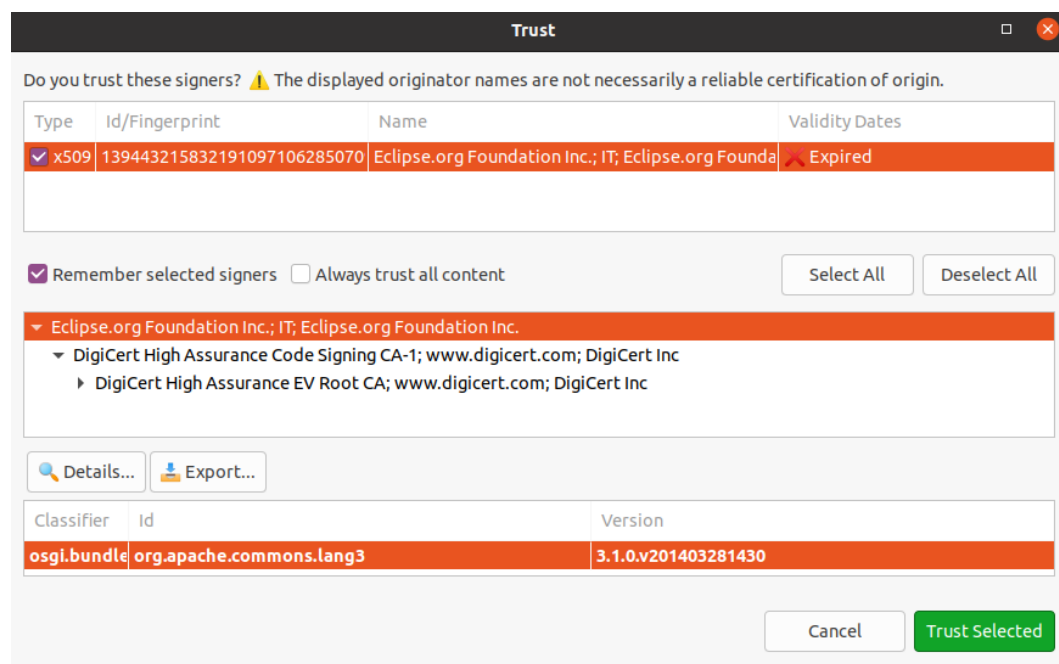 Trust
Do you trust these signers? The displayed originator names are not necessarily a reliable certification of origin.
Type Id/Fingerprint Name Validity Dates
x509 139443215832191097106285070 Eclipse.org Foundation Inc.; IT; Eclipse.org Founda Expired
Remember selected signers Always trust all content Select All Deselect All
Eclipse.org Foundation Inc.; IT; Eclipse.org Foundation Inc.
DigiCert High Assurance Code Signing CA-1; www.digicert.com; DigiCert Inc
DigiCert High Assurance EV Root CA; www.digicert.com; DigiCert Inc
Details... Export...
Classifier Id Version
osgi.bundle org.apache.commons.lang3 3.1.0.v201403281430
Cancel Trust Selected